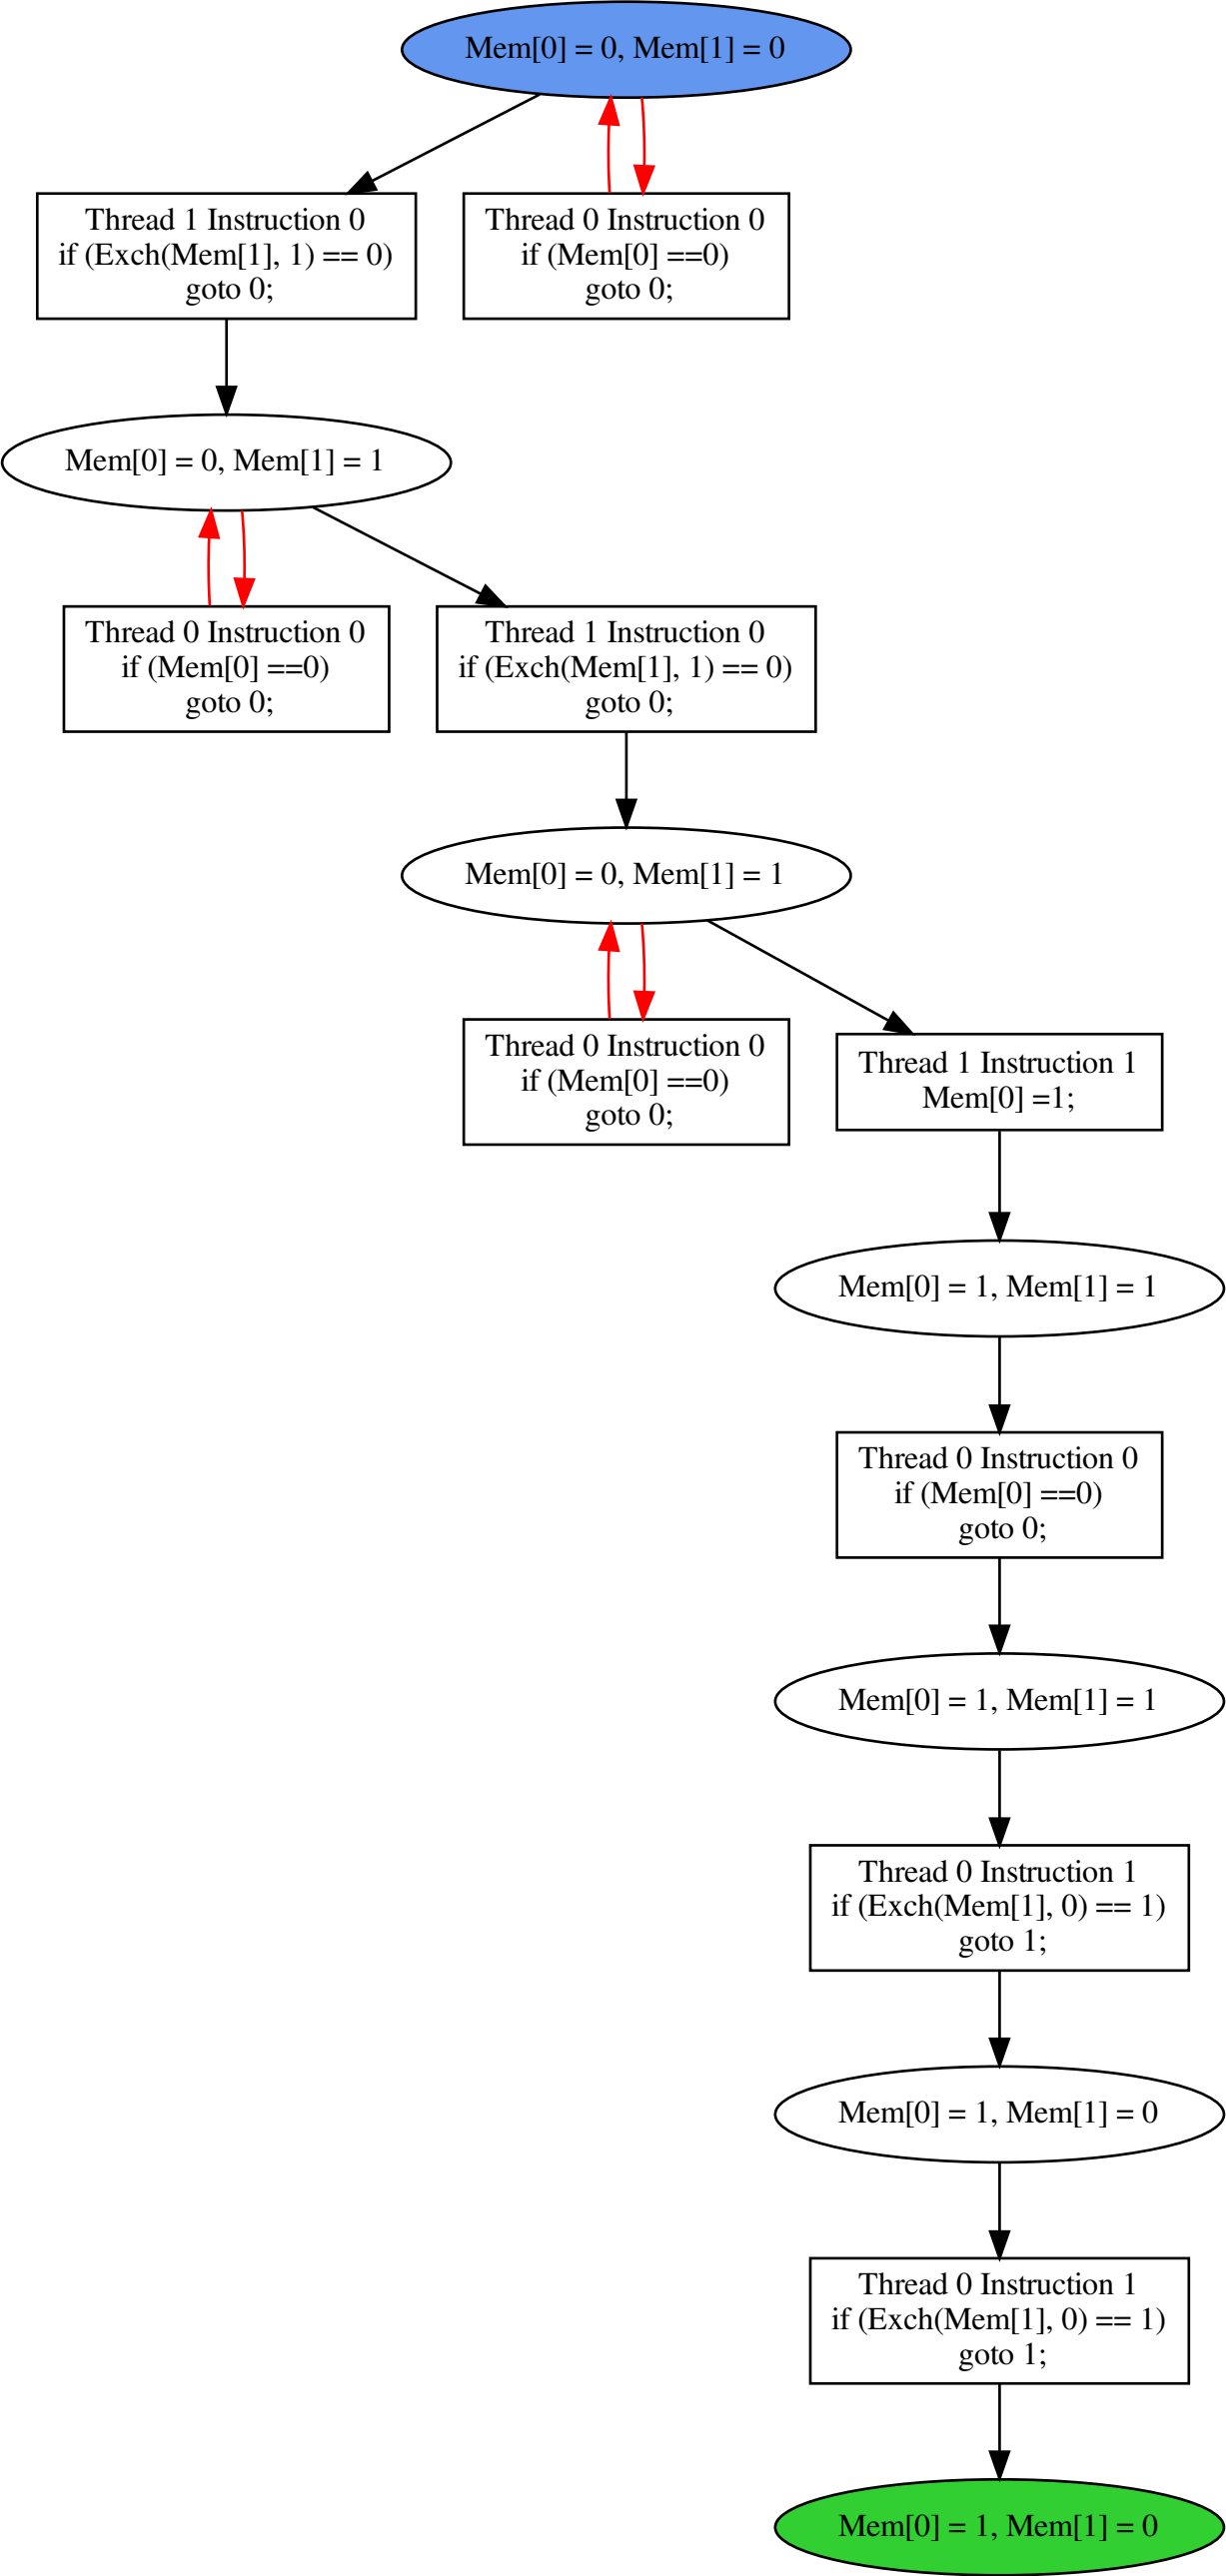 Mem[0] = 0, Mem[1] = 0
Thread 1 Instruction 0
if (Exch(Mem[1], 1) == 0)
goto 0;
Thread 0 Instruction 0
if (Mem[0] ==0)
goto 0;
Mem[0] = 0, Mem[1] = 1
Thread 0 Instruction 0
if (Mem[0] ==0)
goto 0;
Thread 1 Instruction 0
if (Exch(Mem[1], 1) == 0)
goto 0;
Mem[0] = 0, Mem[1] = 1
Thread 0 Instruction 0
if (Mem[0] ==0)
goto 0;
Thread 1 Instruction 1
Mem[0] =1;
Mem[0] = 1, Mem[1] = 1
Thread 0 Instruction 0
if (Mem[0] ==0)
goto 0;
Mem[0] = 1, Mem[1] = 1
Thread 0 Instruction 1
if (Exch(Mem[1], 0) == 1)
goto 1;
Mem[0] = 1, Mem[1] = 0
Thread 0 Instruction 1
if (Exch(Mem[1], 0) == 1)
goto 1;
Mem[0] = 1, Mem[1] = 0